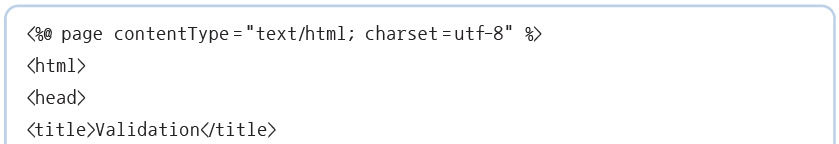 <%@ page contentType="text/html; charset=utf-8" %>
<html>
<head>
<title>Validation</title>